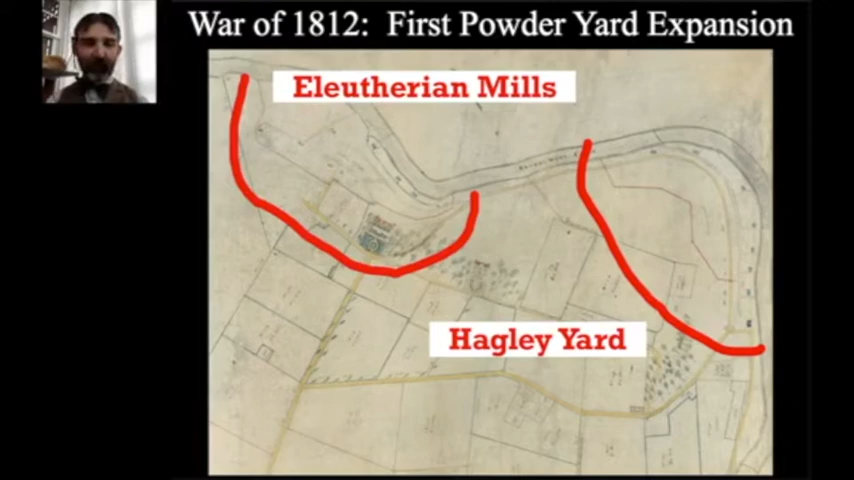 War of 1812: First Powder Yard Expansion
Eleutherian Mills
Hagley Yard